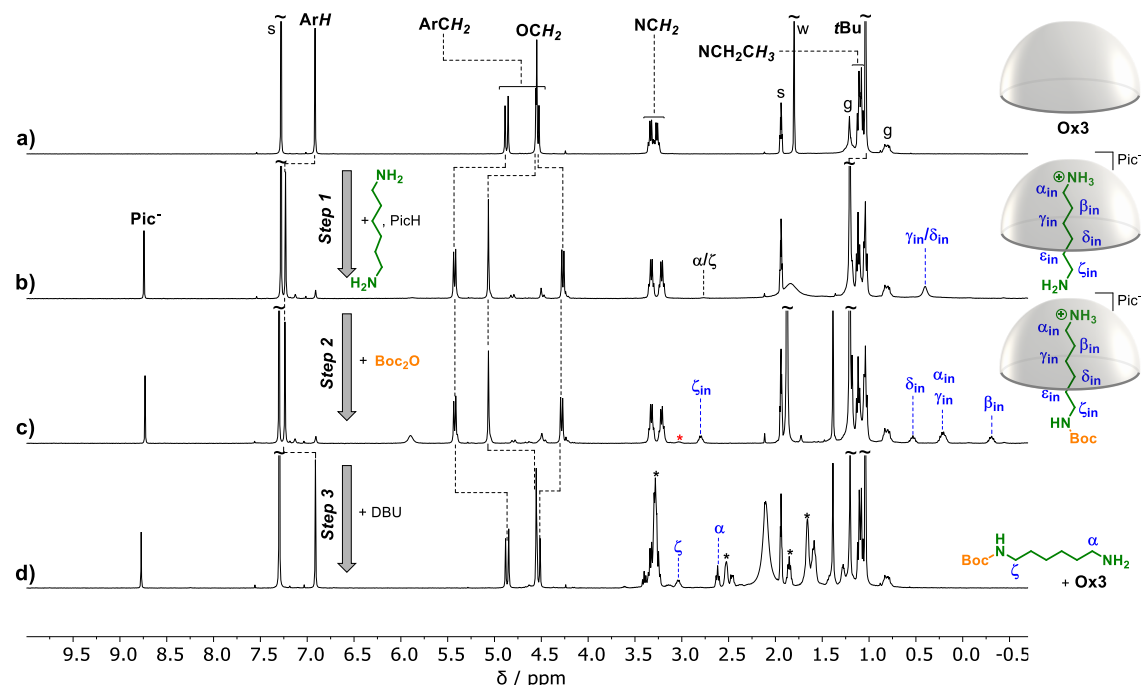 ArH
ArCH2
OCH2
NCH2
NCH2CH3
tBu
s
~
~
w
~
s
g
g
a)
Ox3
Pic-
Step 1
+
NH2
, PicH
H2N
~
~
α/ζ
γin/δin
b)
Pic-
⊕NH3
αin
βin
γin
δin
εin
ζin
H2N
Step 2
+ Boc2O
~
~
~
*
ζin
δin
αin
γin
βin
c)
Pic-
⊕NH3
αin
βin
γin
δin
εin
ζin
NH
Boc
Step 3
+ DBU
~
~
~
*
ζ
α
*
*
*
d)
Boc
H
N
ζ
α
NH2
+ Ox3
9.5 9.0 8.5 8.0 7.5 7.0 6.5 6.0 5.5 5.0 4.5 4.0 3.5 3.0 2.5 2.0 1.5 1.0 0.5 0.0 -0.5
δ / ppm